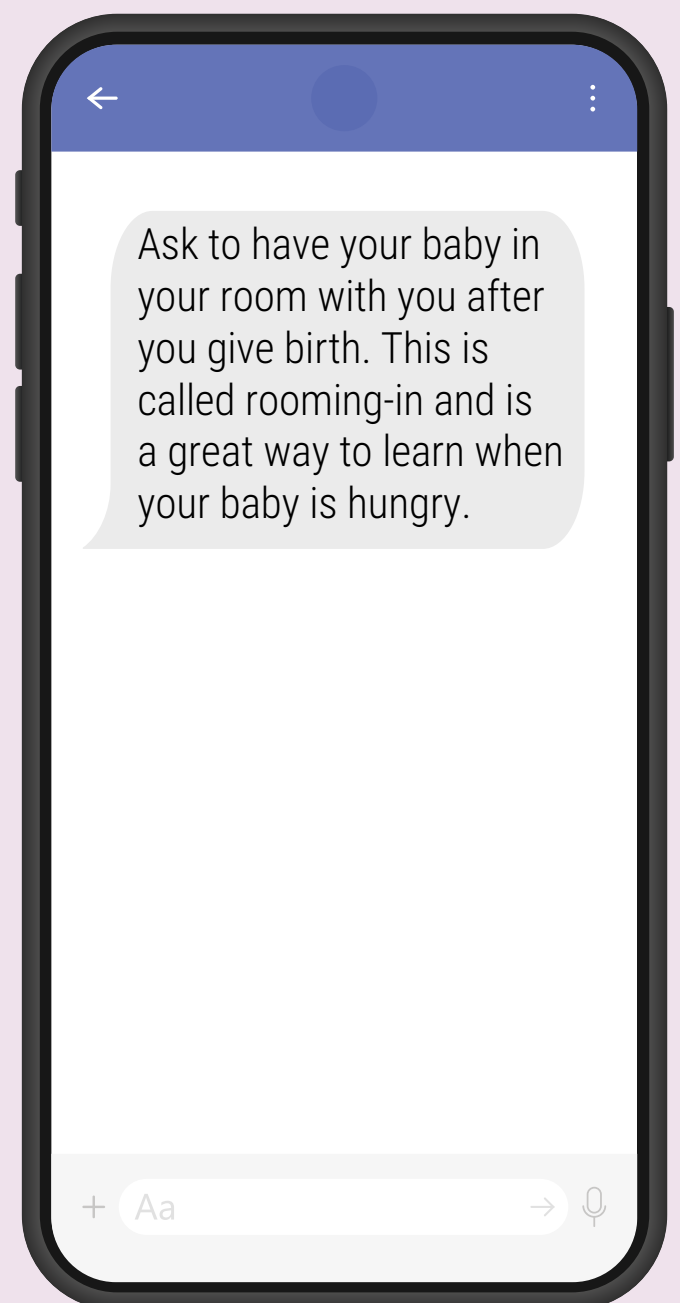 Ask to have your baby in
your room with you after
you give birth. This is
called rooming-in and is
a great way to learn when
your baby is hungry.
Aa